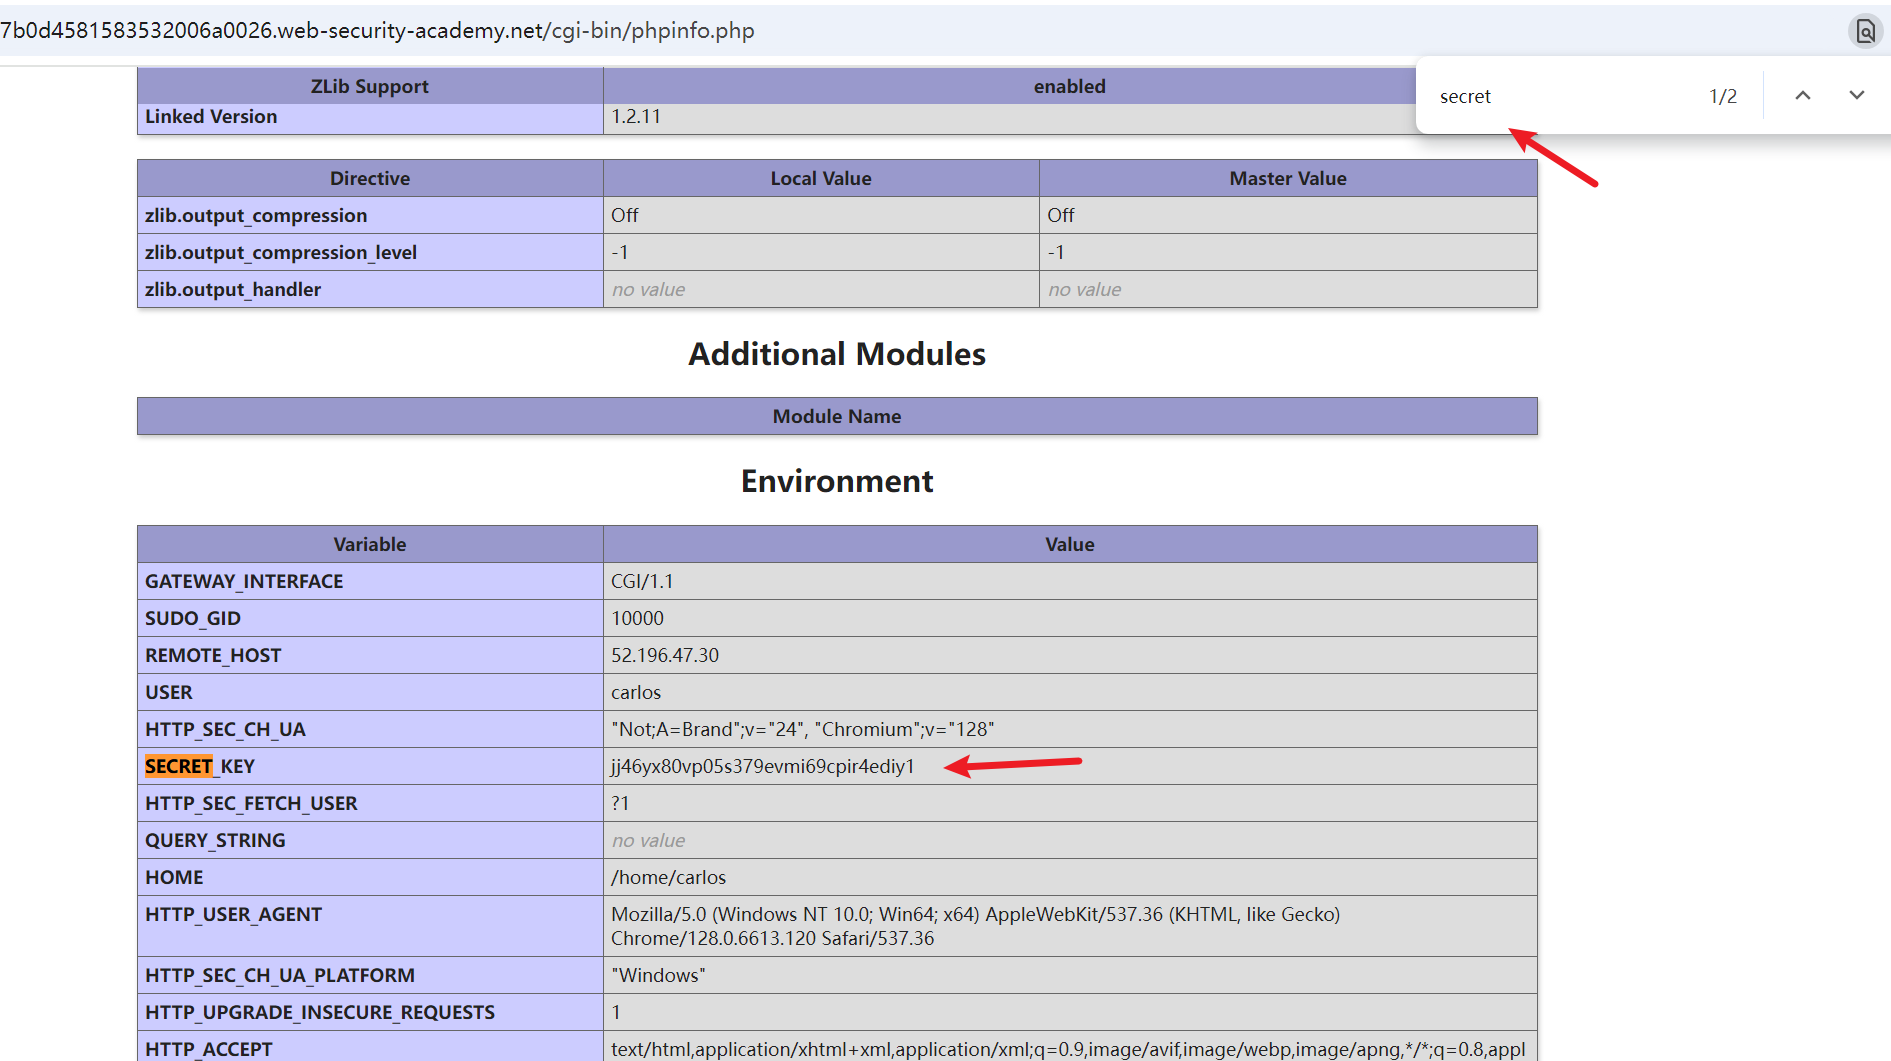 7b0d4581583532006a0026.web-security-academy.net/cgi-bin/phpinfo.php
secret 1/2
ZLib Support enabled
Linked Version 1.2.11
Directive Local Value Master Value
zlib.output_compression Off Off
zlib.output_compression_level -1 -1
zlib.output_handler no value no value
Additional Modules
Module Name
Environment
Variable Value
GATEWAY_INTERFACE CGI/1.1
SUDO_GID 10000
REMOTE_HOST 52.196.47.30
USER carlos
HTTP_SEC_CH_UA "Not;A=Brand";v="24", "Chromium";v="128"
SECRET_KEY jj46yx80vp05s379evmi69cpir4ediy1
HTTP_SEC_FETCH_USER ?1
QUERY_STRING no value
HOME /home/carlos
HTTP_USER_AGENT Mozilla/5.0 (Windows NT 10.0; Win64; x64) AppleWebKit/537.36 (KHTML, like Gecko)
Chrome/128.0.6613.120 Safari/537.36
HTTP_SEC_CH_UA_PLATFORM "Windows"
HTTP_UPGRADE_INSECURE_REQUESTS 1
HTTP_ACCEPT text/html,application/xhtml+xml,application/xml;q=0.9,image/avif,image/webp,image/apng,*/*;q=0.8,appl